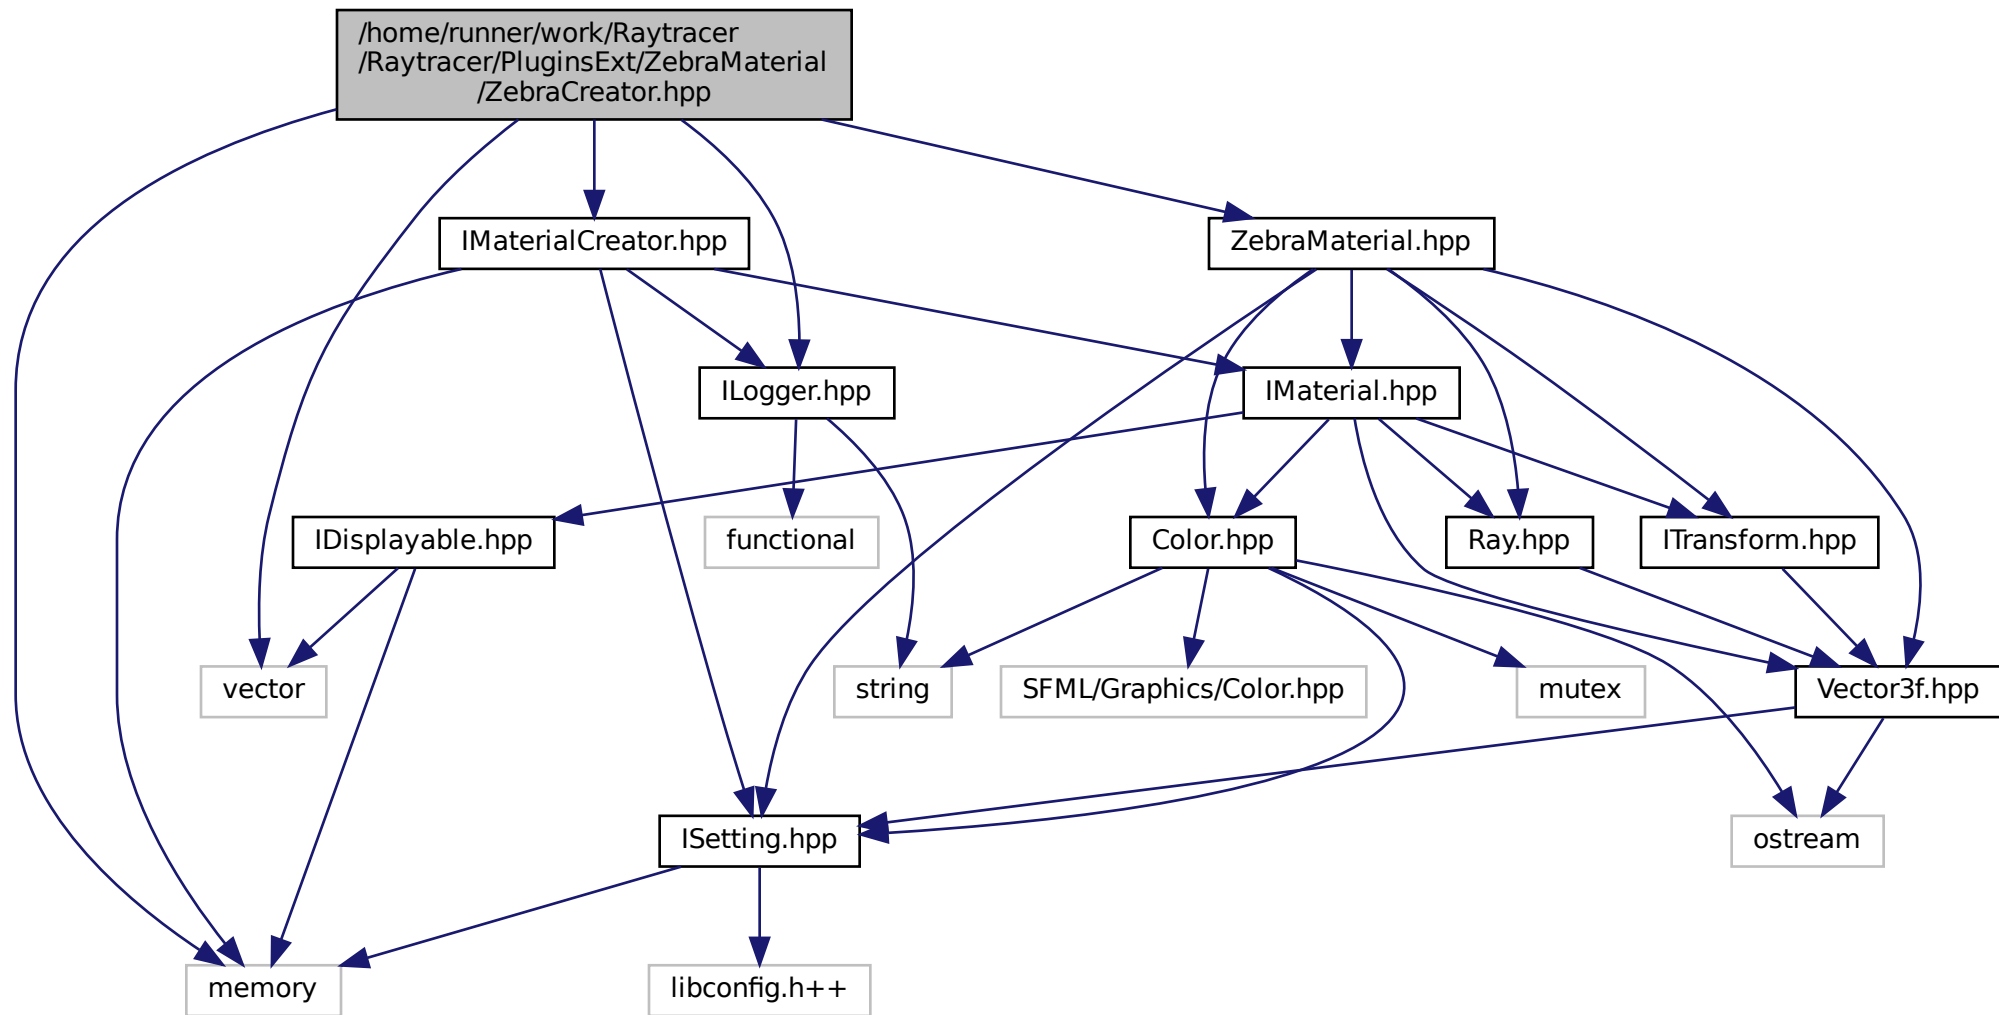 /home/runner/work/Raytracer
/Raytracer/PluginsExt/ZebraMaterial
/ZebraCreator.hpp
IMaterialCreator.hpp
ZebraMaterial.hpp
ILogger.hpp
IMaterial.hpp
IDisplayable.hpp
functional
Color.hpp
Ray.hpp
ITransform.hpp
vector
string
SFML/Graphics/Color.hpp
mutex
Vector3f.hpp
ISetting.hpp
ostream
memory
libconfig.h++